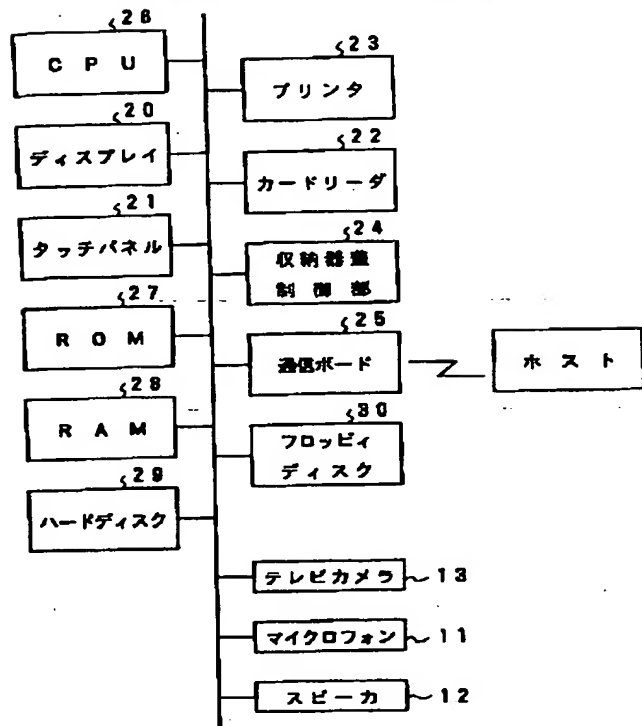 26
CPU
20
ディスプレイ
21
タッチパネル
27
ROM
28
RAM
29
ハードディスク
23
プリンタ
22
カードリーダ
24
収納器蓋
制御部
25
通信ボード
ホスト
30
フロッピィ
ディスク
テレビカメラ 13
マイクロフォン 11
スピーカ 12